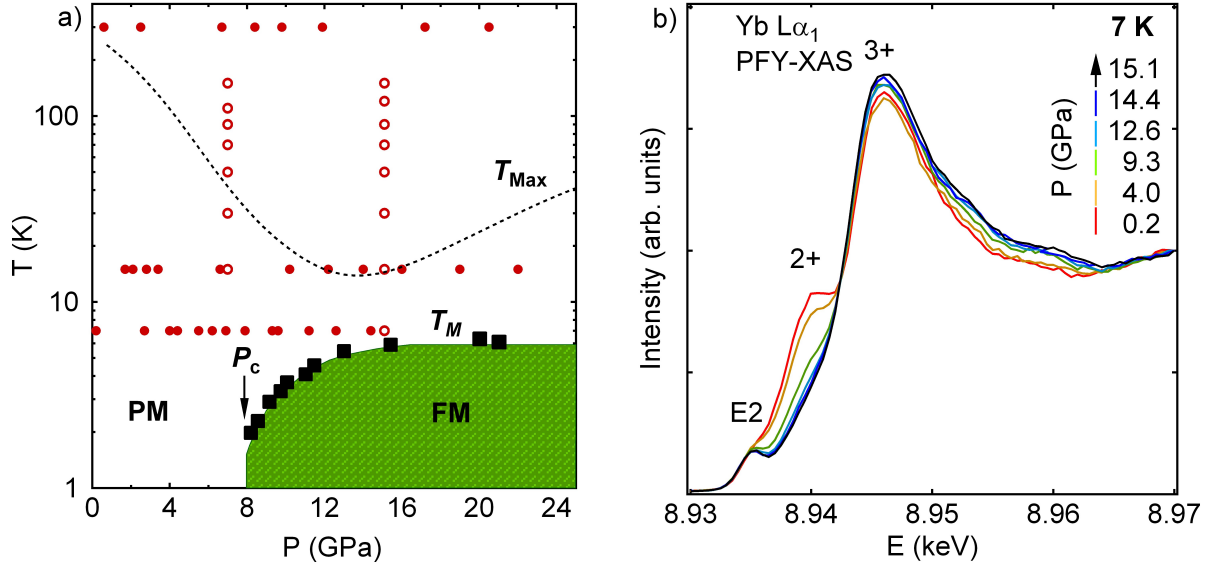 a)
T (K)
100
10
1
T_Max
T_M
P_c
PM
FM
0 4 8 12 16 20 24
P (GPa)
b)
Yb Lα₁
PFY-XAS
3+
2+
E2
7 K
P (GPa)
15.1
14.4
12.6
9.3
4.0
0.2
Intensity (arb. units)
8.93 8.94 8.95 8.96 8.97
E (keV)